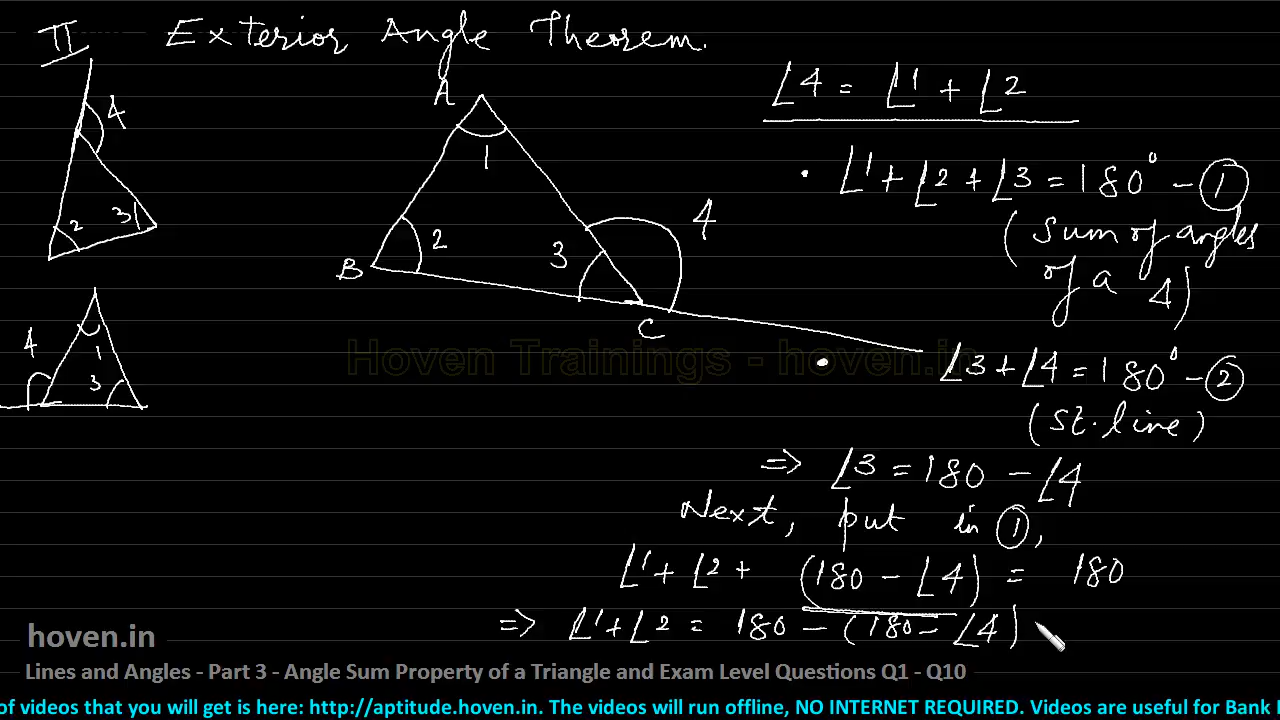 II Exterior Angle Theorem.
∠4 = ∠1 + ∠2
A
4
1
• ∠1 + ∠2 + ∠3 = 180° - ①
(sum of angles
of a Δ)
2
3
2
3
4
B
C
4
1
3
Hoven Trainings - hoven.in
• ∠3 + ∠4 = 180° - ②
(St. line)
=> ∠3 = 180 - ∠4
Next, put in ①,
∠1 + ∠2 + (180 - ∠4) = 180
=> ∠1 + ∠2 = 180 - (180 - ∠4)
hoven.in
Lines and Angles - Part 3 - Angle Sum Property of a Triangle and Exam Level Questions Q1 - Q10
of videos that you will get is here: http://aptitude.hoven.in. The videos will run offline, NO INTERNET REQUIRED. Videos are useful for Bank